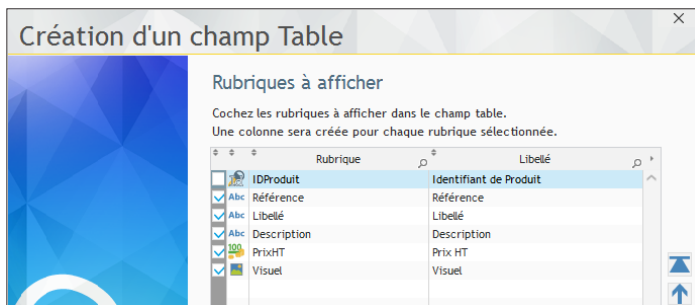 Création d'un champ Table
Rubriques à afficher
Cochez les rubriques à afficher dans le champ table.
Une colonne sera créée pour chaque rubrique sélectionnée.
Rubrique Libellé
IDProduit Identifiant de Produit
Abc Référence Référence
Abc Libellé Libellé
Abc Description Description
100 PrixHT Prix HT
Visuel Visuel